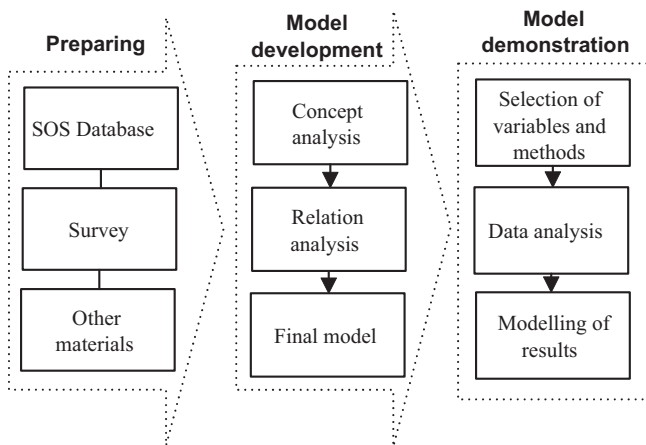 Preparing
SOS Database
Survey
Other
materials
Model
development
Concept
analysis
Relation
analysis
Final model
Model
demonstration
Selection of
variables and
methods
Data analysis
Modelling of
results